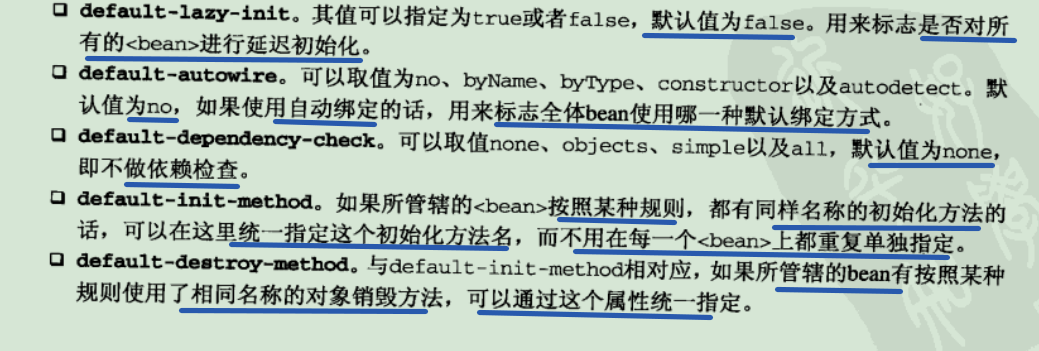 ❏ default-lazy-init。其值可以指定为true或者false，默认值为false。用来标志是否对所
有的<bean>进行延迟初始化。
❏ default-autowire。可以取值为no、byName、byType、constructor以及autodetect。默
认值为no，如果使用自动绑定的话，用来标志全体bean使用哪一种默认绑定方式。
❏ default-dependency-check。可以取值none、objects、simple以及all，默认值为none，
即不做依赖检查。
❏ default-init-method。如果所管辖的<bean>按照某种规则，都有同样名称的初始化方法的
话，可以在这里统一指定这个初始化方法名，而不用在每一个<bean>上都重复单独指定。
❏ default-destroy-method。与default-init-method相对应，如果所管辖的bean有按照某种
规则使用了相同名称的对象销毁方法，可以通过这个属性统一指定。